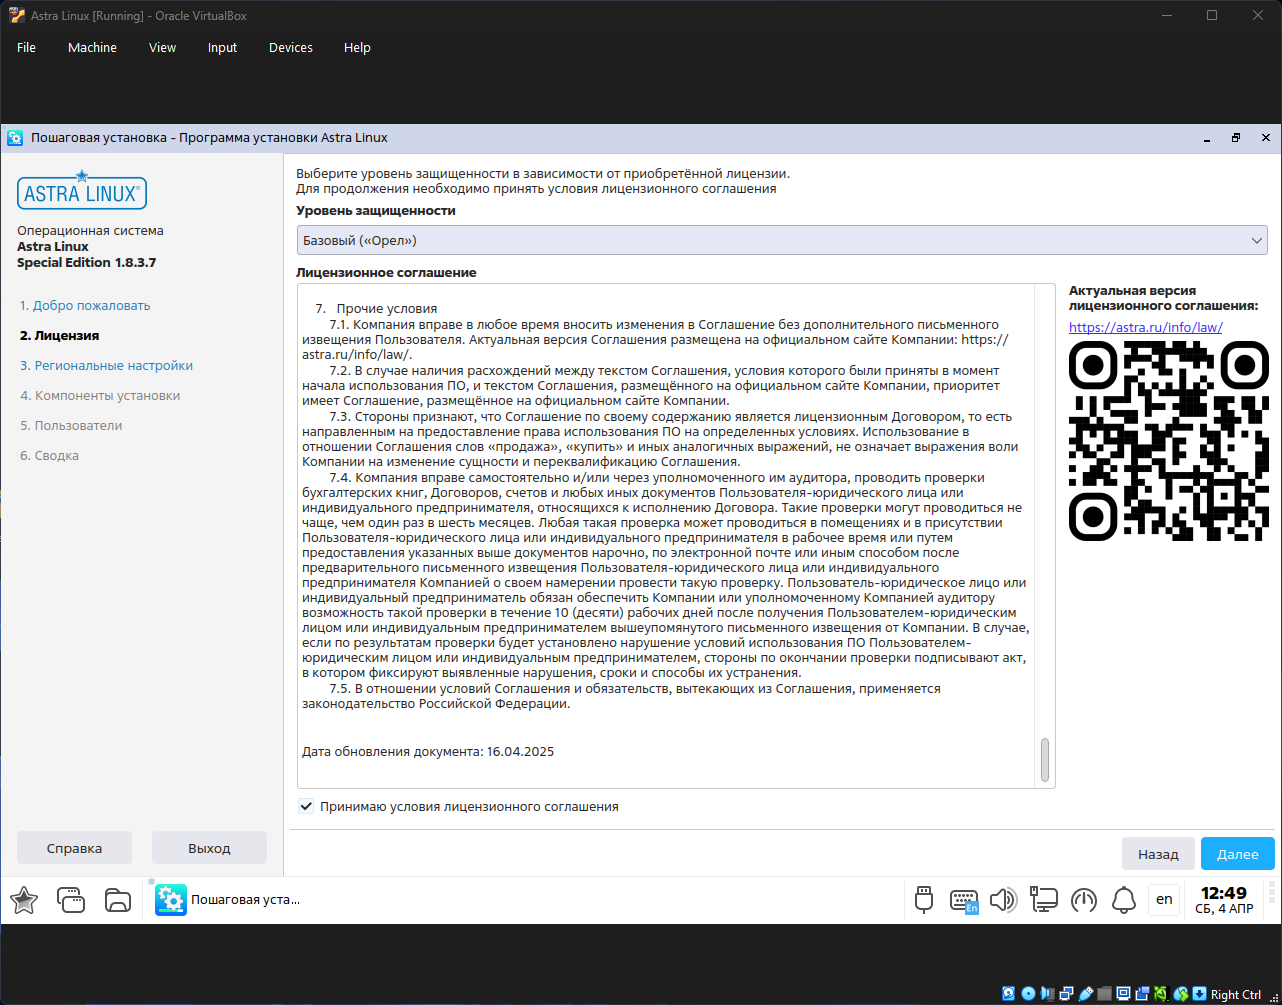 Astra Linux [Running] - Oracle VirtualBox
File Machine View Input Devices Help
Пошаговая установка - Программа установки Astra Linux
ASTRA LINUX®
Операционная система
Astra Linux
Special Edition 1.8.3.7
1. Добро пожаловать
2. Лицензия
3. Региональные настройки
4. Компоненты установки
5. Пользователи
6. Сводка
Справка
Выход
Выберите уровень защищенности в зависимости от приобретённой лицензии.
Для продолжения необходимо принять условия лицензионного соглашения
Уровень защищенности
Базовый («Орел»)
Лицензионное соглашение
7. Прочие условия
7.1. Компания вправе в любое время вносить изменения в Соглашение без дополнительного письменного
извещения Пользователя. Актуальная версия Соглашения размещена на официальном сайте Компании: https://
astra.ru/info/law/.
7.2. В случае наличия расхождений между текстом Соглашения, условия которого были приняты в момент
начала использования ПО, и текстом Соглашения, размещённого на официальном сайте Компании, приоритет
имеет Соглашение, размещённое на официальном сайте Компании.
7.3. Стороны признают, что Соглашение по своему содержанию является лицензионным Договором, то есть
направленным на предоставление права использования ПО на определенных условиях. Использование в
отношении Соглашения слов «продажа», «купить» и иных аналогичных выражений, не означает выражения воли
Компании на изменение сущности и переквалификацию Соглашения.
7.4. Компания вправе самостоятельно и/или через уполномоченного им аудитора, проводить проверки
бухгалтерских книг, Договоров, счетов и любых иных документов Пользователя-юридического лица или
индивидуального предпринимателя, относящихся к исполнению Договора. Такие проверки могут проводиться не
чаще, чем один раз в шесть месяцев. Любая такая проверка может проводиться в помещениях и в присутствии
Пользователя-юридического лица или индивидуального предпринимателя в рабочее время или путем
предоставления указанных выше документов нарочно, по электронной почте или иным способом после
предварительного письменного извещения Пользователя-юридического лица или индивидуального
предпринимателя Компанией о своем намерении провести такую проверку. Пользователь-юридическое лицо или
индивидуальный предприниматель обязан обеспечить Компании или уполномоченному Компанией аудитору
возможность такой проверки в течение 10 (десяти) рабочих дней после получения Пользователем-юридическим
лицом или индивидуальным предпринимателем вышеупомянутого письменного извещения от Компании. В случае,
если по результатам проверки будет установлено нарушение условий использования ПО Пользователем-
юридическим лицом или индивидуальным предпринимателем, стороны по окончании проверки подписывают акт,
в котором фиксируют выявленные нарушения, сроки и способы их устранения.
7.5. В отношении условий Соглашения и обязательств, вытекающих из Соглашения, применяется
законодательство Российской Федерации.
Дата обновления документа: 16.04.2025
Принимаю условия лицензионного соглашения
Актуальная версия
лицензионного соглашения:
https://astra.ru/info/law/
Назад
Далее
Пошаговая уста...
En
en
12:49
СБ, 4 АПР
Right Ctrl